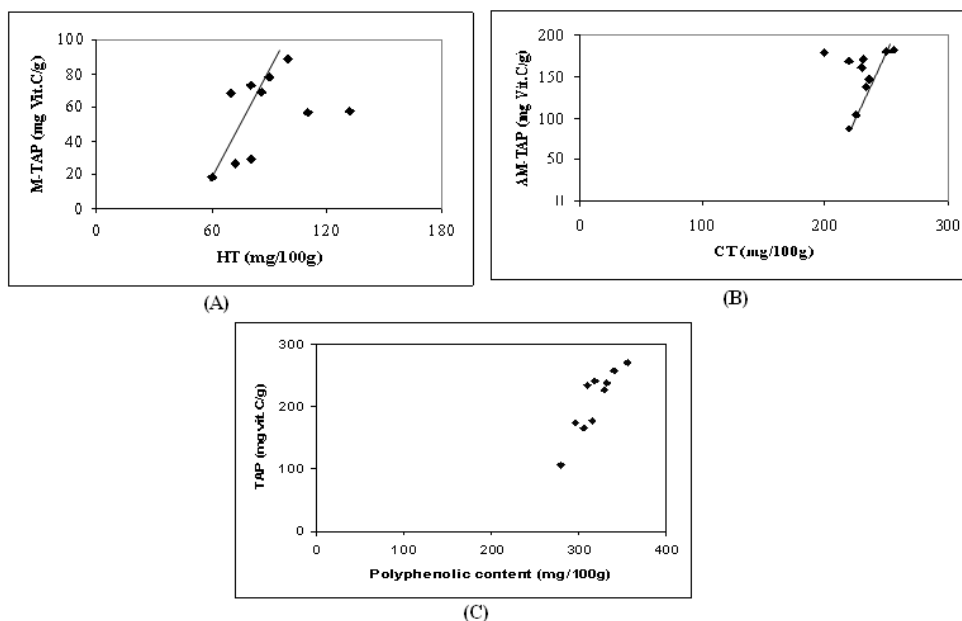 M-TAP (mg Vit.C/g)
100
80
60
40
20
0
0 60 120 180
HT (mg/100g)
(A)
AM-TAP (mg Vit.C/g)
200
150
100
50
0
0 100 200 300
CT (mg/100g)
(B)
TAP (mg vit.C/g)
300
200
100
0
0 100 200 300 400
Polyphenolic content (mg/100g)
(C)